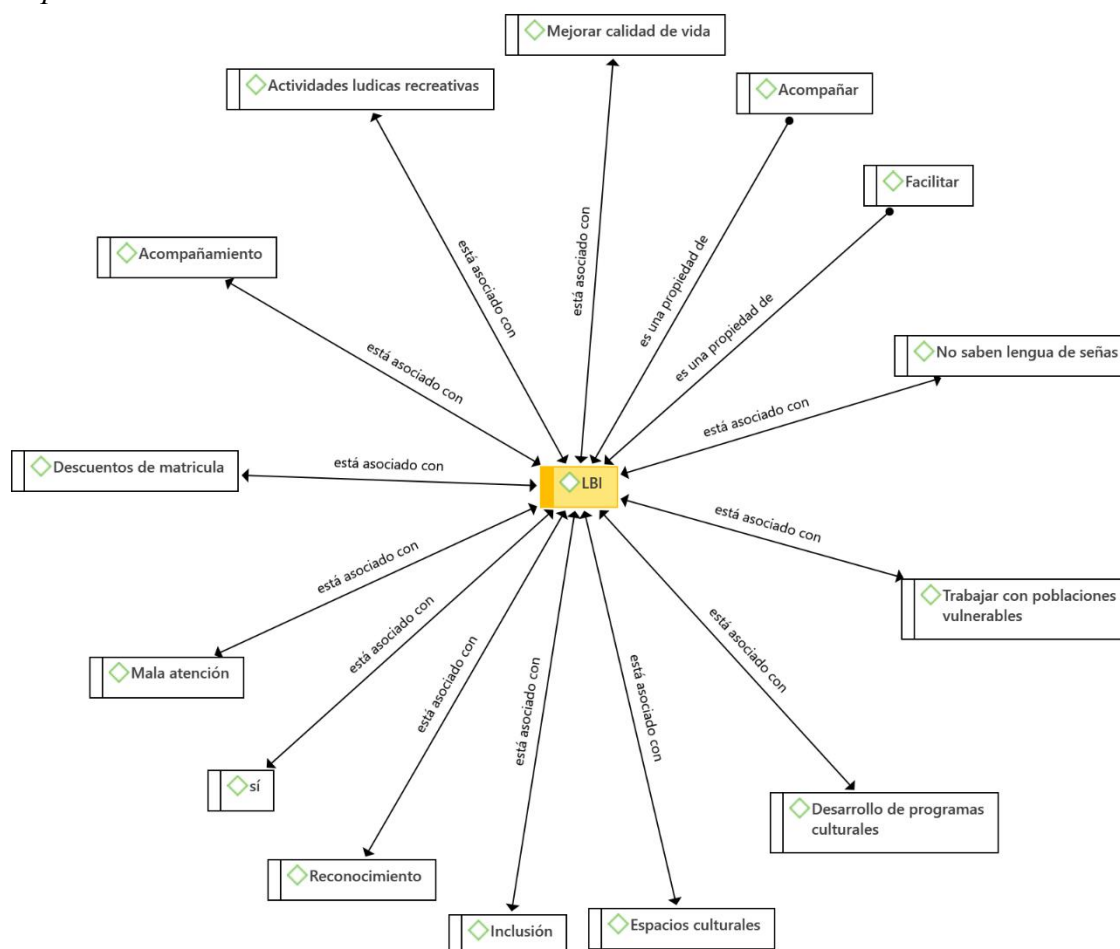 Mejorar calidad de vida
Actividades ludicas recreativas
Acompañar
Facilitar
Acompañamiento
está asociado con
está asociado con
es una propiedad de
es una propiedad de
está asociado con
No saben lengua de señas
está asociado con
Descuentos de matricula
está asociado con
LBI
está asociado con
está asociado con
Trabajar con poblaciones
vulnerables
está asociado con
está asociado con
está asociado con
está asociado con
está asociado con
Mala atención
sí
Desarrollo de programas
culturales
Reconocimiento
Inclusión
Espacios culturales